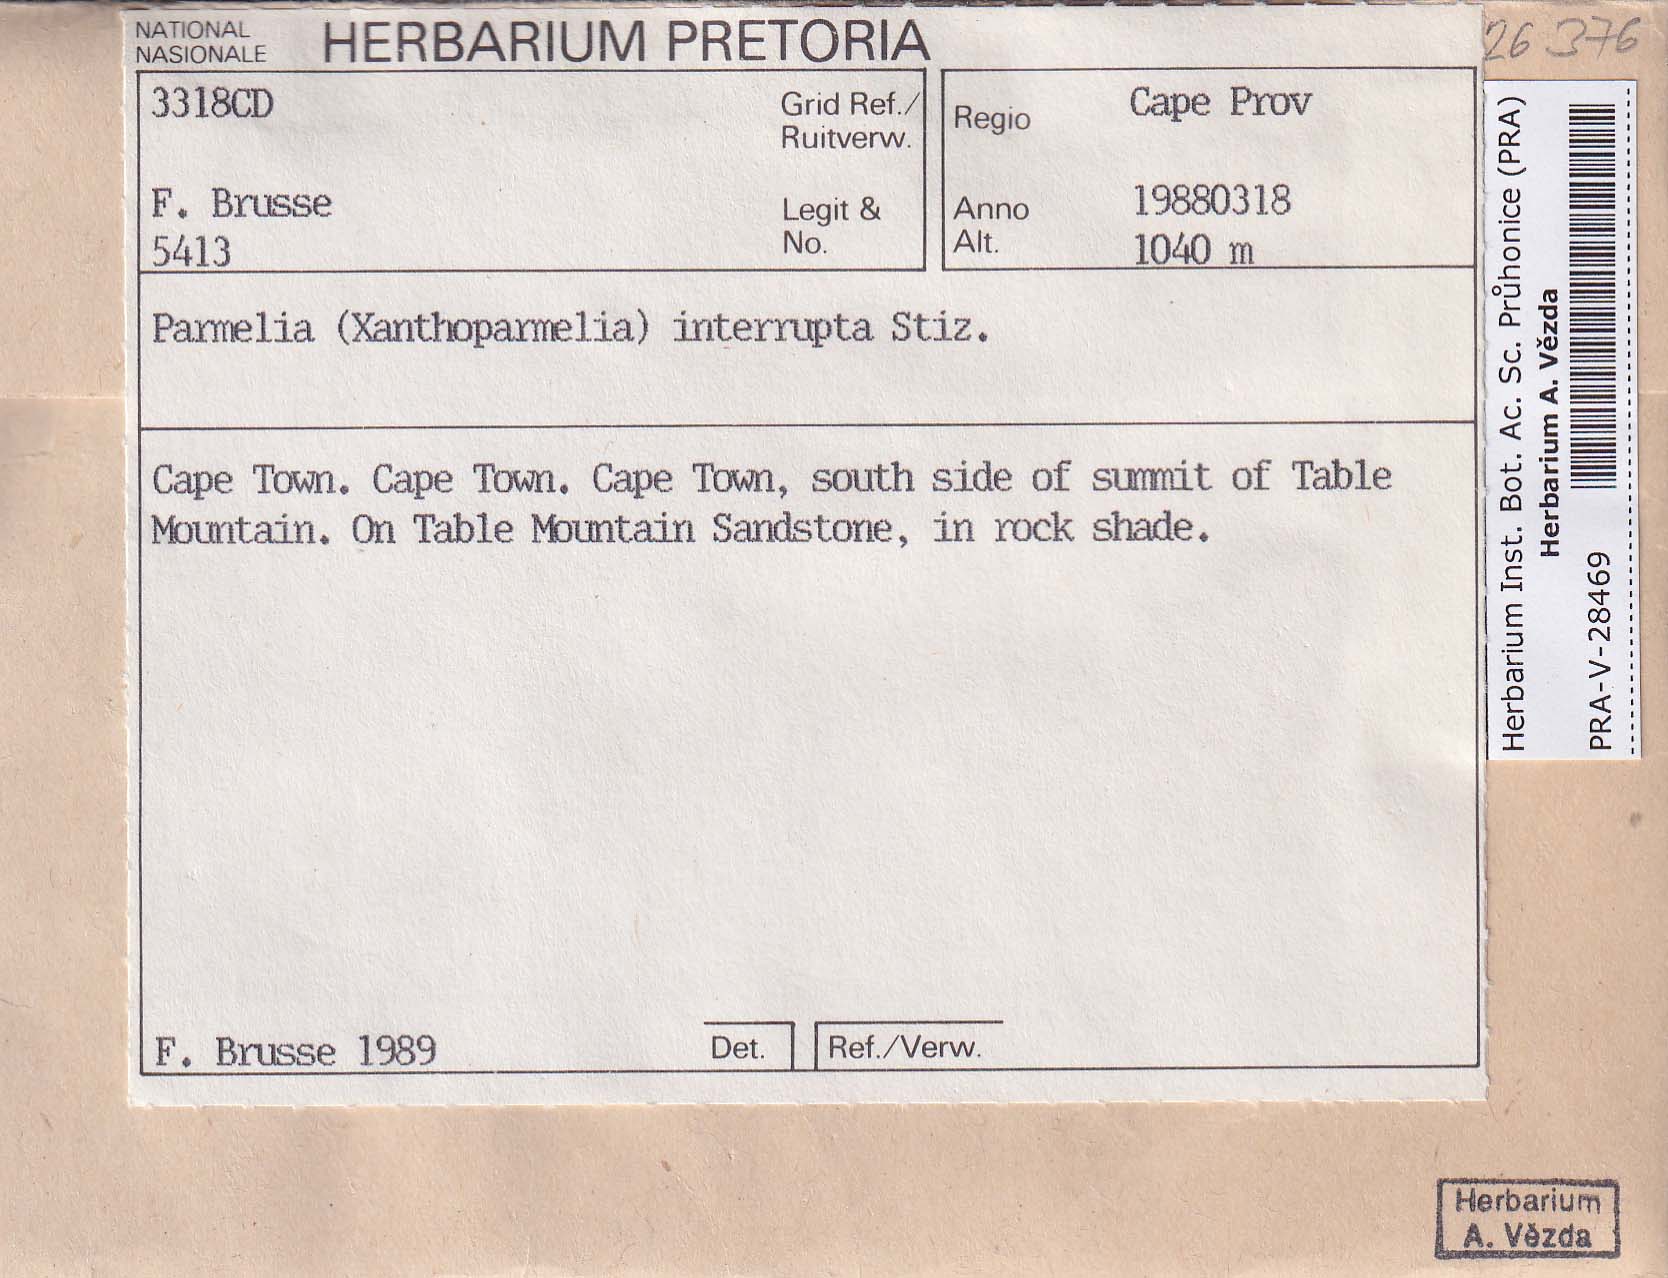 NATIONAL
NASIONALE
HERBARIUM PRETORIA
26 376
3318CD
Grid Ref./
Ruitverw.
F. Brusse
Legit &
5413
No.
Regio
Cape Prov
Anno
19880318
Alt.
1040 m
Parmelia (Xanthoparmelia) interrupta Stiz.
Cape Town. Cape Town. Cape Town, south side of summit of Table
Mountain. On Table Mountain Sandstone, in rock shade.
F. Brusse 1989
Det.
Ref./Verw.
Herbarium Inst. Bot. Ac. Sc. Průhonice (PRA)
Herbarium A. Vězda
PRA-V-28469
Herbarium
A. Vězda